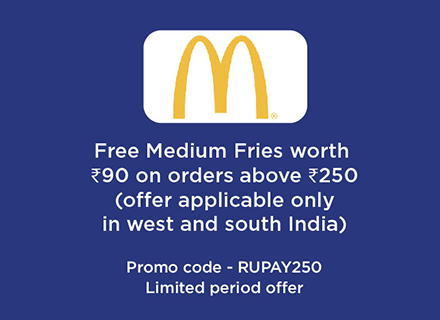 Free Medium Fries worth
₹90 on orders above ₹250
(offer applicable only
in west and south India)
Promo code - RUPAY250
Limited period offer